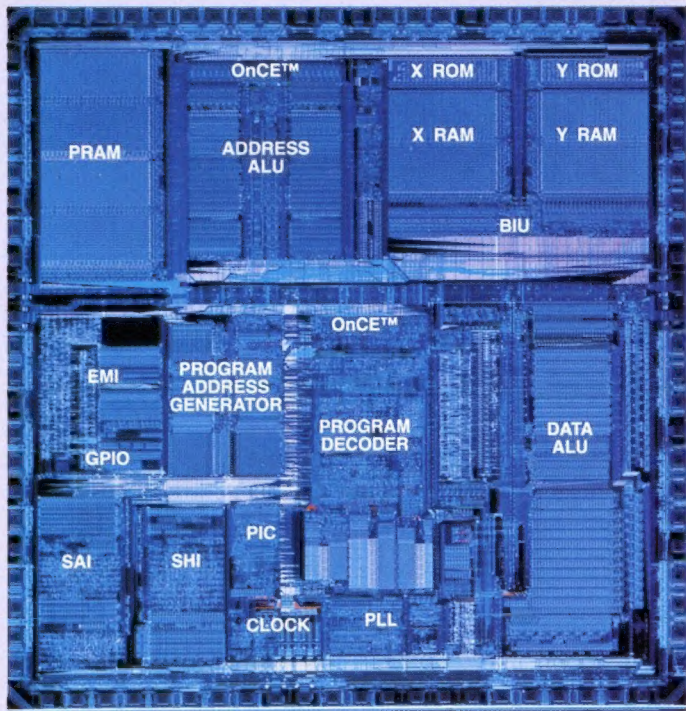 OnCE™
X ROM
Y ROM
PRAM
ADDRESS
ALU
X RAM
Y RAM
BIU
OnCE™
EMI
PROGRAM
ADDRESS
GENERATOR
PROGRAM
DECODER
DATA
ALU
GPIO
SAI
SHI
PIC
CLOCK
PLL